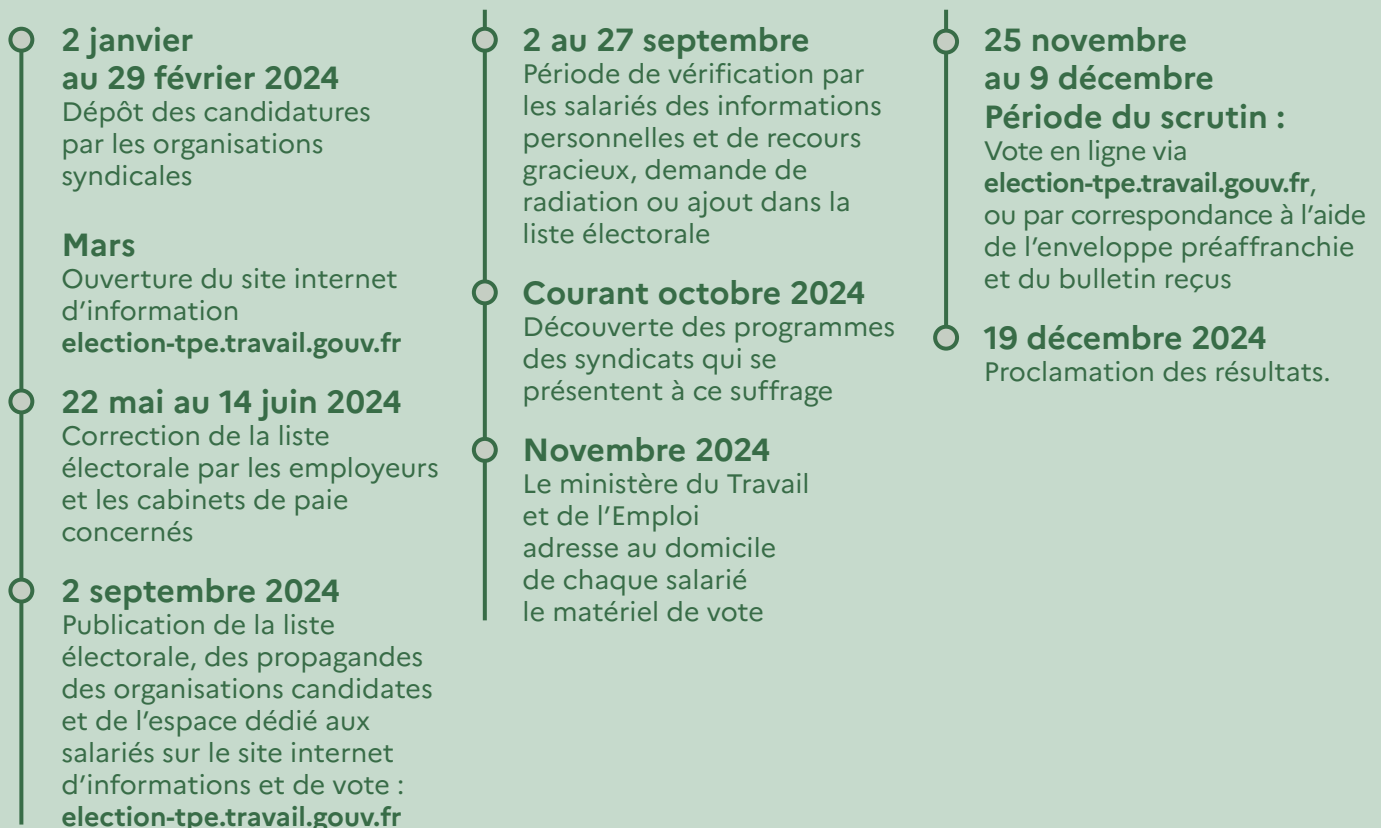 2 janvier
au 29 février 2024
Dépôt des candidatures
par les organisations
syndicales
Mars
Ouverture du site internet
d’information
election-tpe.travail.gouv.fr
22 mai au 14 juin 2024
Correction de la liste
électorale par les employeurs
et les cabinets de paie
concernés
2 septembre 2024
Publication de la liste
électorale, des propagandes
des organisations candidates
et de l’espace dédié aux
salariés sur le site internet
d’informations et de vote :
election-tpe.travail.gouv.fr
2 au 27 septembre
Période de vérification par
les salariés des informations
personnelles et de recours
gracieux, demande de
radiation ou ajout dans la
liste électorale
Courant octobre 2024
Découverte des programmes
des syndicats qui se
présentent à ce suffrage
Novembre 2024
Le ministère du Travail
et de l’Emploi
adresse au domicile
de chaque salarié
le matériel de vote
25 novembre
au 9 décembre
Période du scrutin :
Vote en ligne via
election-tpe.travail.gouv.fr,
ou par correspondance à l’aide
de l’enveloppe préaffranchie
et du bulletin reçus
19 décembre 2024
Proclamation des résultats.